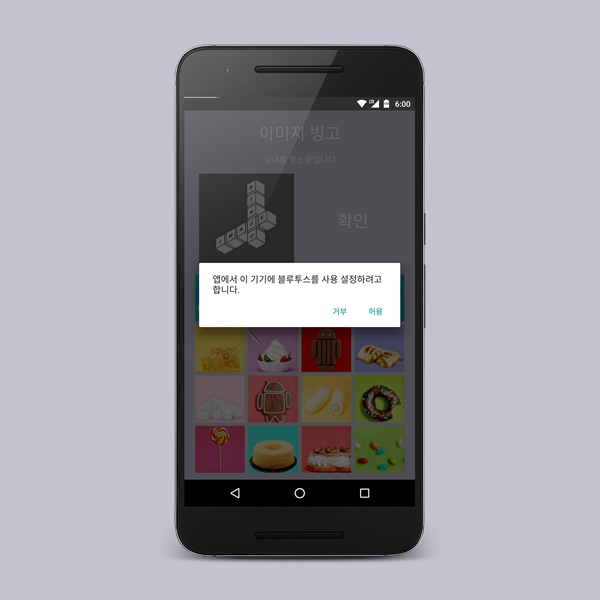 6:00
이미지 빙고
상대를 찾는중입니다
확인
앱에서 이 기기에 블루투스를 사용 설정하려고
합니다.
거부 허용